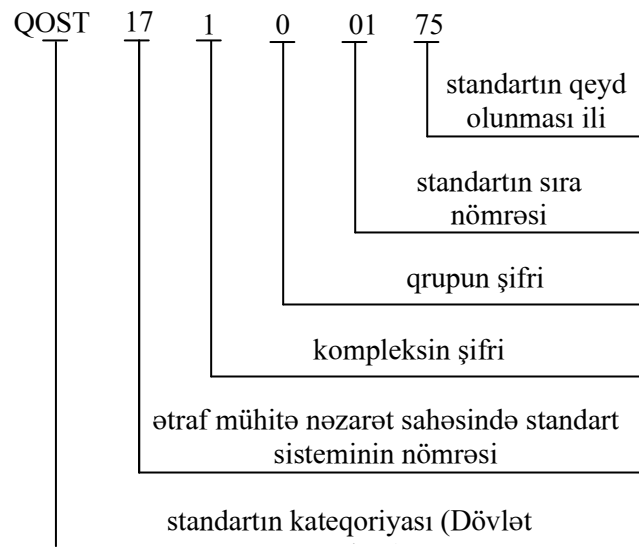 QOST 17 1 0 01 75
standartın qeyd
olunması ili
standartın sıra
nömrəsi
qrupun şifri
kompleksin şifri
ətraf mühitə nəzarət sahəsində standart
sisteminin nömrəsi
standartın kateqoriyası (Dövlət